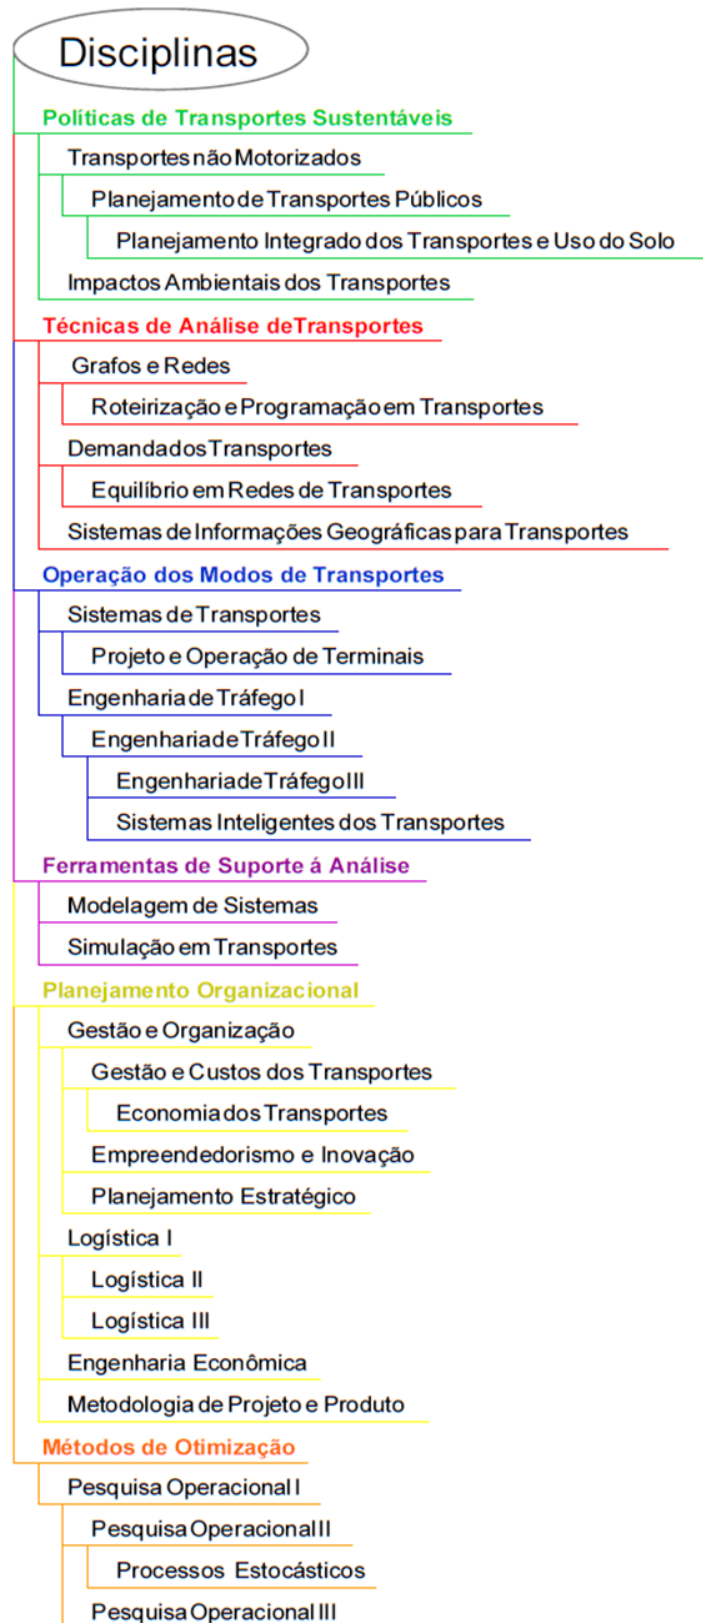 Disciplinas
Políticas de Transportes Sustentáveis
Transportes não Motorizados
Planejamento de Transportes Públicos
Planejamento Integrado dos Transportes e Uso do Solo
Impactos Ambientais dos Transportes
Técnicas de Análise de Transportes
Grafos e Redes
Roteirização e Programação em Transportes
Demanda dos Transportes
Equilíbrio em Redes de Transportes
Sistemas de Informações Geográficas para Transportes
Operação dos Modos de Transportes
Sistemas de Transportes
Projeto e Operação de Terminais
Engenharia de Tráfego I
Engenharia de Tráfego II
Engenharia de Tráfego III
Sistemas Inteligentes dos Transportes
Ferramentas de Suporte á Análise
Modelagem de Sistemas
Simulação em Transportes
Planejamento Organizacional
Gestão e Organização
Gestão e Custos dos Transportes
Economia dos Transportes
Empreendedorismo e Inovação
Planejamento Estratégico
Logística I
Logística II
Logística III
Engenharia Econômica
Metodologia de Projeto e Produto
Métodos de Otimização
Pesquisa Operacional I
Pesquisa Operacional II
Processos Estocásticos
Pesquisa Operacional III